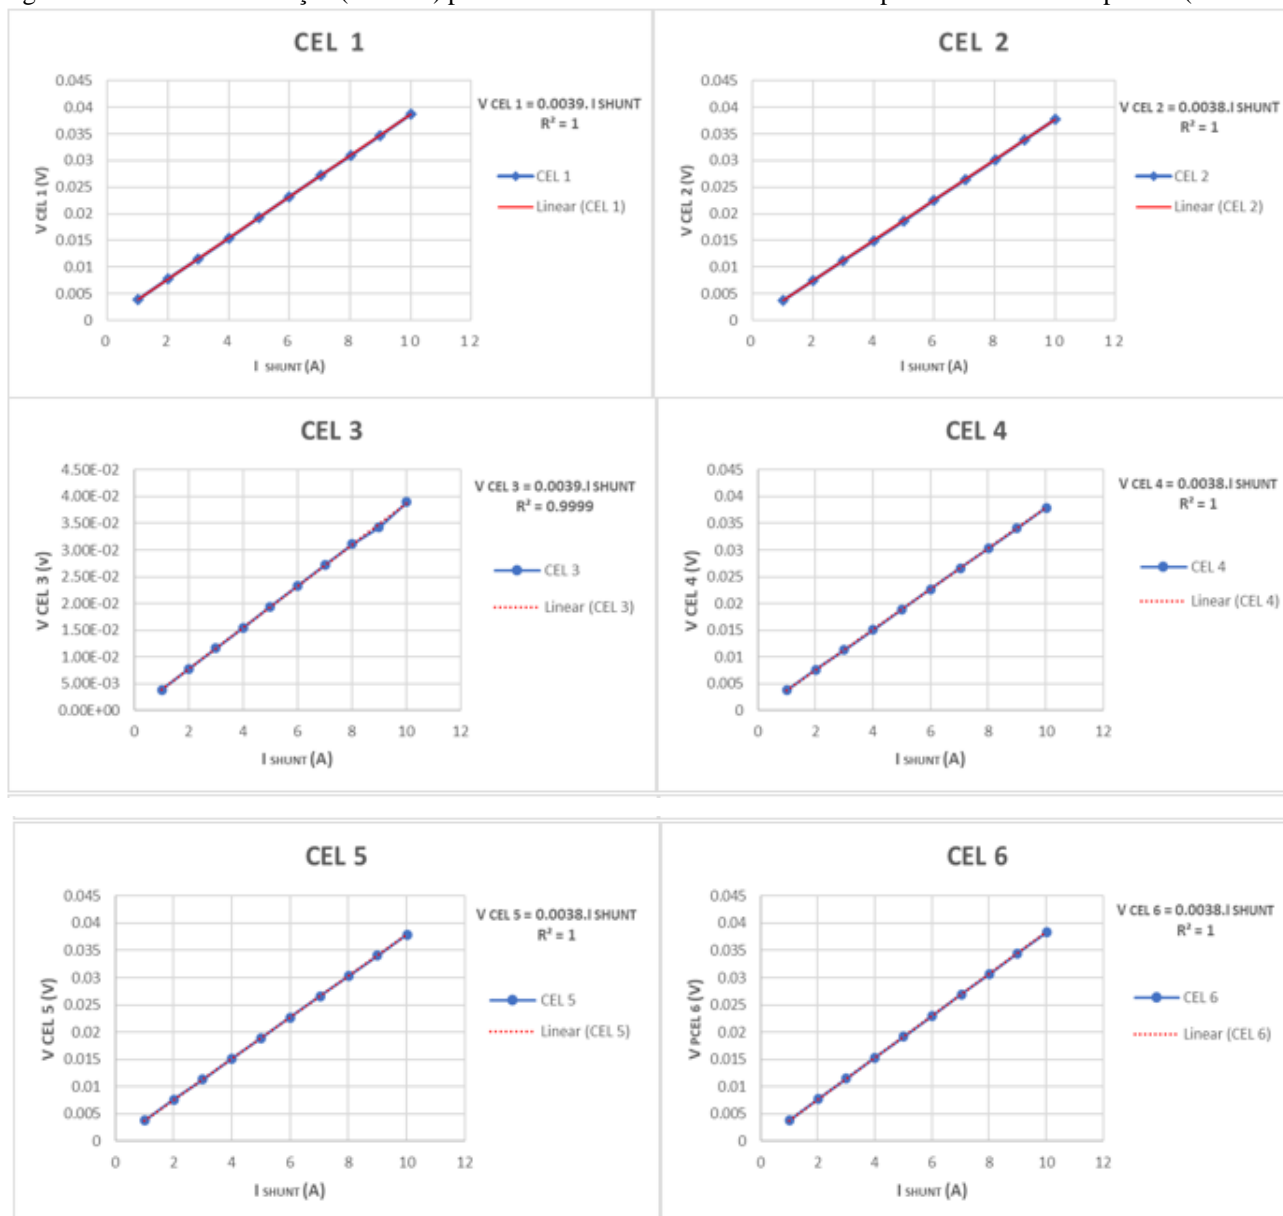 CEL 1
0.045
0.04
0.035
0.03
0.025
0.02
0.015
0.01
0.005
0
V CEL 1 (V)
0 2 4 6 8 10 12
I SHUNT (A)
V CEL 1 = 0.0039. I SHUNT
R² = 1
CEL 1
Linear (CEL 1)
CEL 2
0.045
0.04
0.035
0.03
0.025
0.02
0.015
0.01
0.005
0
V CEL 2 (V)
0 2 4 6 8 10 12
I SHUNT (A)
V CEL 2 = 0.0038.I SHUNT
R² = 1
CEL 2
Linear (CEL 2)
CEL 3
4.50E-02
4.00E-02
3.50E-02
3.00E-02
2.50E-02
2.00E-02
1.50E-02
1.00E-02
5.00E-03
0.00E+00
V CEL 3 (v)
0 2 4 6 8 10 12
I SHUNT (A)
V CEL 3 = 0.0039.I SHUNT
R² = 0.9999
CEL 3
Linear (CEL 3)
CEL 4
0.045
0.04
0.035
0.03
0.025
0.02
0.015
0.01
0.005
0
V CEL 4 (V)
0 2 4 6 8 10 12
I SHUNT (A)
V CEL 4 = 0.0038.I SHUNT
R² = 1
CEL 4
Linear (CEL 4)
CEL 5
0.045
0.04
0.035
0.03
0.025
0.02
0.015
0.01
0.005
0
V CEL 5 (V)
0 2 4 6 8 10 12
I SHUNT (A)
V CEL 5 = 0.0038.I SHUNT
R² = 1
CEL 5
Linear (CEL 5)
CEL 6
0.045
0.04
0.035
0.03
0.025
0.02
0.015
0.01
0.005
0
V PCEL 6 (V)
0 2 4 6 8 10 12
I SHUNT (A)
V CEL 6 = 0.0038.I SHUNT
R² = 1
CEL 6
Linear (CEL 6)